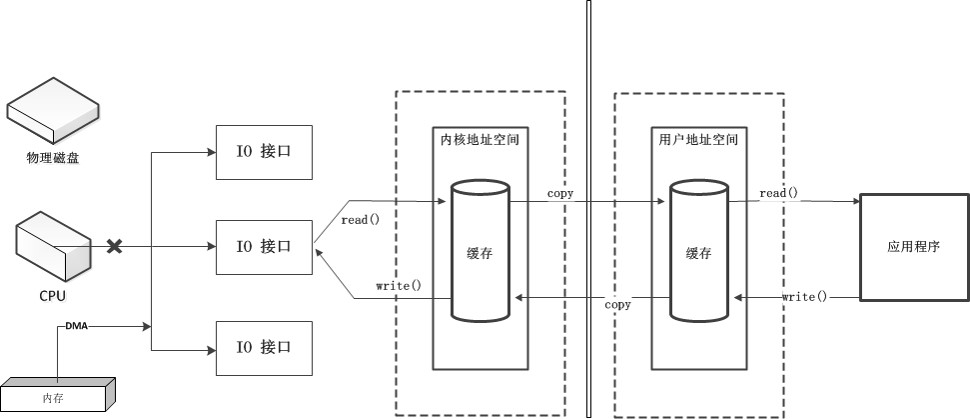 物理磁盘
CPU
DMA
内存
IO 接口
IO 接口
IO 接口
read()
write()
内核地址空间
缓存
copy
copy
用户地址空间
缓存
read()
write()
应用程序